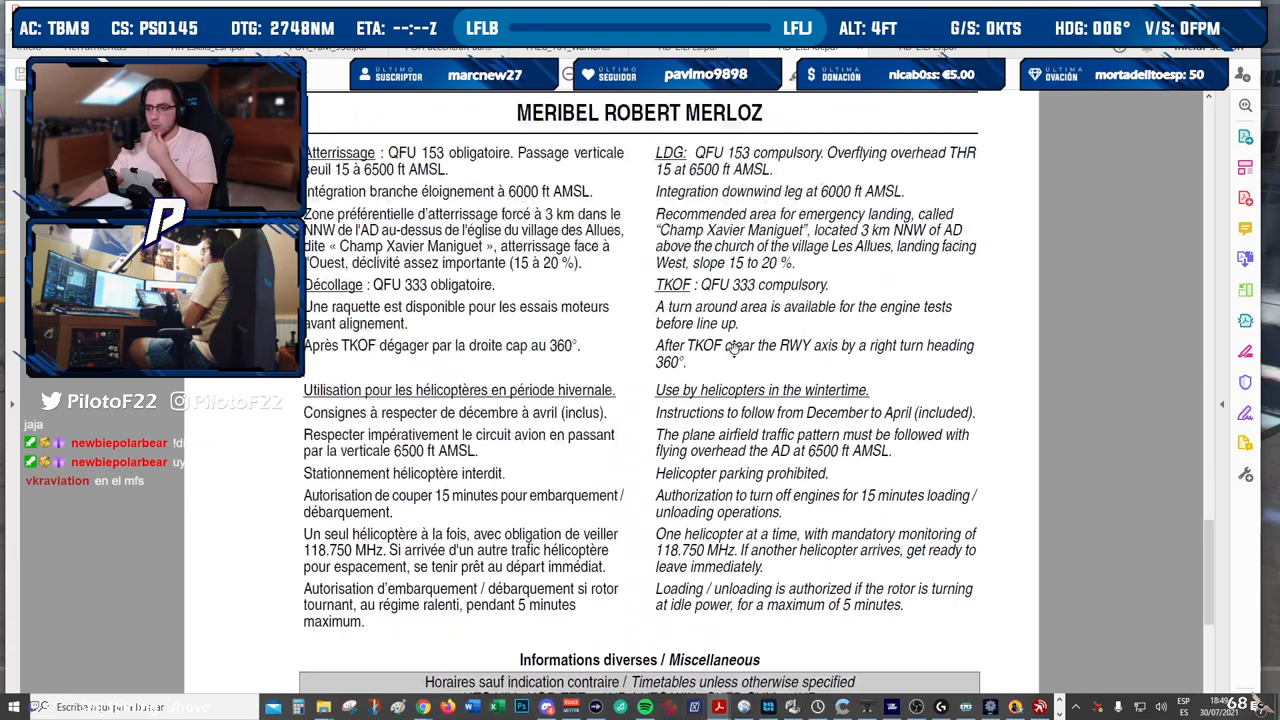 AC: TBM9 CS: PS0145 DTG: 2748NM ETA: --:--Z LFLB LFLJ ALT: 4FT G/S: 0KTS HDG: 006° V/S: 0FPM
ÚLTIMO SUSCRIPTOR marcnew27 ÚLTIMO SEGUIDOR pavimo9898 ÚLTIMA DONACIÓN nicab0ss: €5.00 ÚLTIMA OVACIÓN mortadelitoesp: 50
MERIBEL ROBERT MERLOZ
Atterrissage : QFU 153 obligatoire. Passage verticale
seuil 15 à 6500 ft AMSL.
Intégration branche éloignement à 6000 ft AMSL.
Zone préférentielle d'atterrissage forcé à 3 km dans le
NNW de l'AD au-dessus de l'église du village des Allues,
dite « Champ Xavier Maniguet », atterrissage face à
l'Ouest, déclivité assez importante (15 à 20 %).
Décollage : QFU 333 obligatoire.
Une raquette est disponible pour les essais moteurs
avant alignement.
Après TKOF dégager par la droite cap au 360°.
Utilisation pour les hélicoptères en période hivernale.
Consignes à respecter de décembre à avril (inclus).
Respecter impérativement le circuit avion en passant
par la verticale 6500 ft AMSL.
Stationnement hélicoptère interdit.
Autorisation de couper 15 minutes pour embarquement /
débarquement.
Un seul hélicoptère à la fois, avec obligation de veiller
118.750 MHz. Si arrivée d'un autre trafic hélicoptère
pour espacement, se tenir prêt au départ immédiat.
Autorisation d'embarquement / débarquement si rotor
tournant, au régime ralenti, pendant 5 minutes
maximum.
LDG: QFU 153 compulsory. Overflying overhead THR
15 at 6500 ft AMSL.
Integration downwind leg at 6000 ft AMSL.
Recommended area for emergency landing, called
“Champ Xavier Maniguet”, located 3 km NNW of AD
above the church of the village Les Allues, landing facing
West, slope 15 to 20 %.
TKOF : QFU 333 compulsory.
A turn around area is available for the engine tests
before line up.
After TKOF clear the RWY axis by a right turn heading
360°.
Use by helicopters in the wintertime.
Instructions to follow from December to April (included).
The plane airfield traffic pattern must be followed with
flying overhead the AD at 6500 ft AMSL.
Helicopter parking prohibited.
Authorization to turn off engines for 15 minutes loading /
unloading operations.
One helicopter at a time, with mandatory monitoring of
118.750 MHz. If another helicopter arrives, get ready to
leave immediately.
Loading / unloading is authorized if the rotor is turning
at idle power, for a maximum of 5 minutes.
Informations diverses / Miscellaneous
Horaires sauf indication contraire / Timetables unless otherwise specified
P
PilotoF22 PilotoF22
jaja
newbiepolarbear
newbiepolarbear
vkraviation en el mfs
Escribe aquí para buscar
ESP
ES
30/07/2021